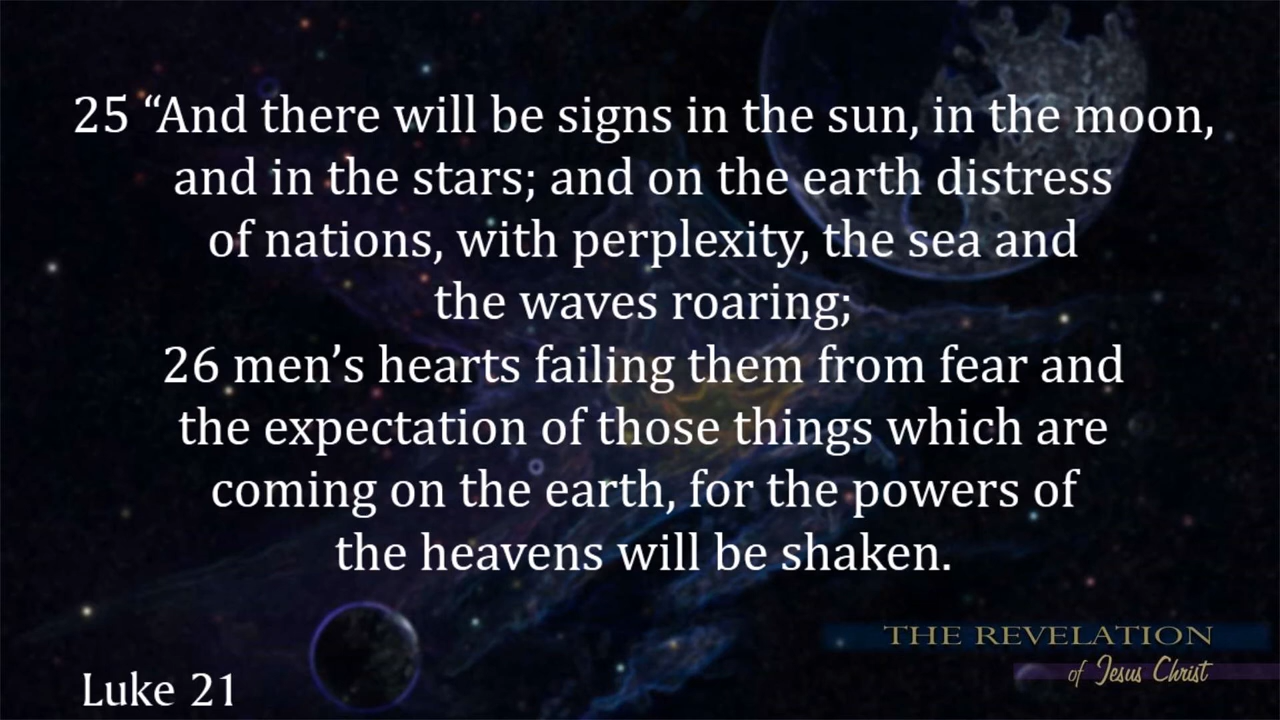 25 “And there will be signs in the sun, in the moon,
and in the stars; and on the earth distress
of nations, with perplexity, the sea and
the waves roaring;
26 men’s hearts failing them from fear and
the expectation of those things which are
coming on the earth, for the powers of
the heavens will be shaken.
THE REVELATION
of Jesus Christ
Luke 21